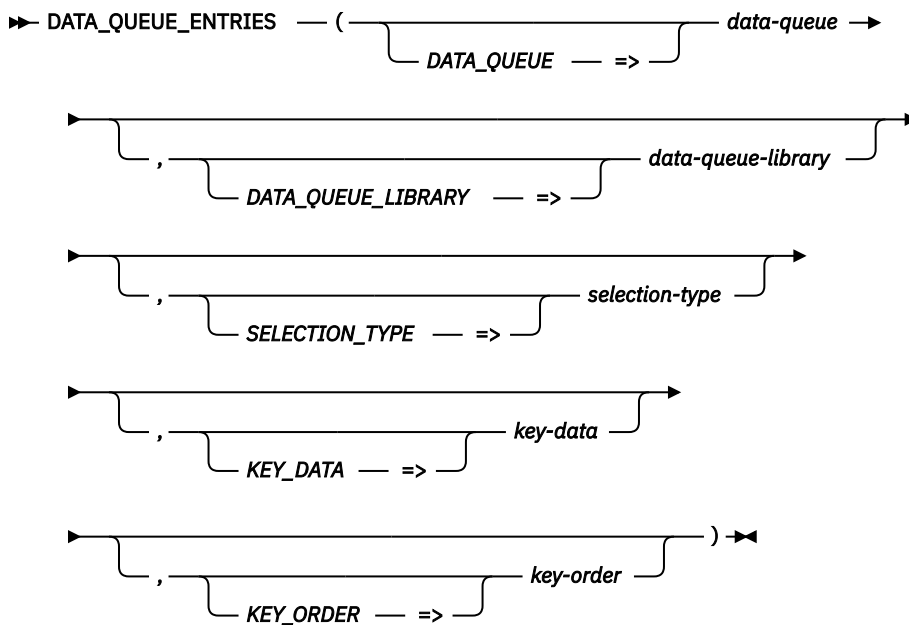 DATA_QUEUE_ENTRIES ( data-queue
DATA_QUEUE =>
, data-queue-library
DATA_QUEUE_LIBRARY =>
, selection-type
SELECTION_TYPE =>
, key-data
KEY_DATA =>
)
, key-order
KEY_ORDER =>